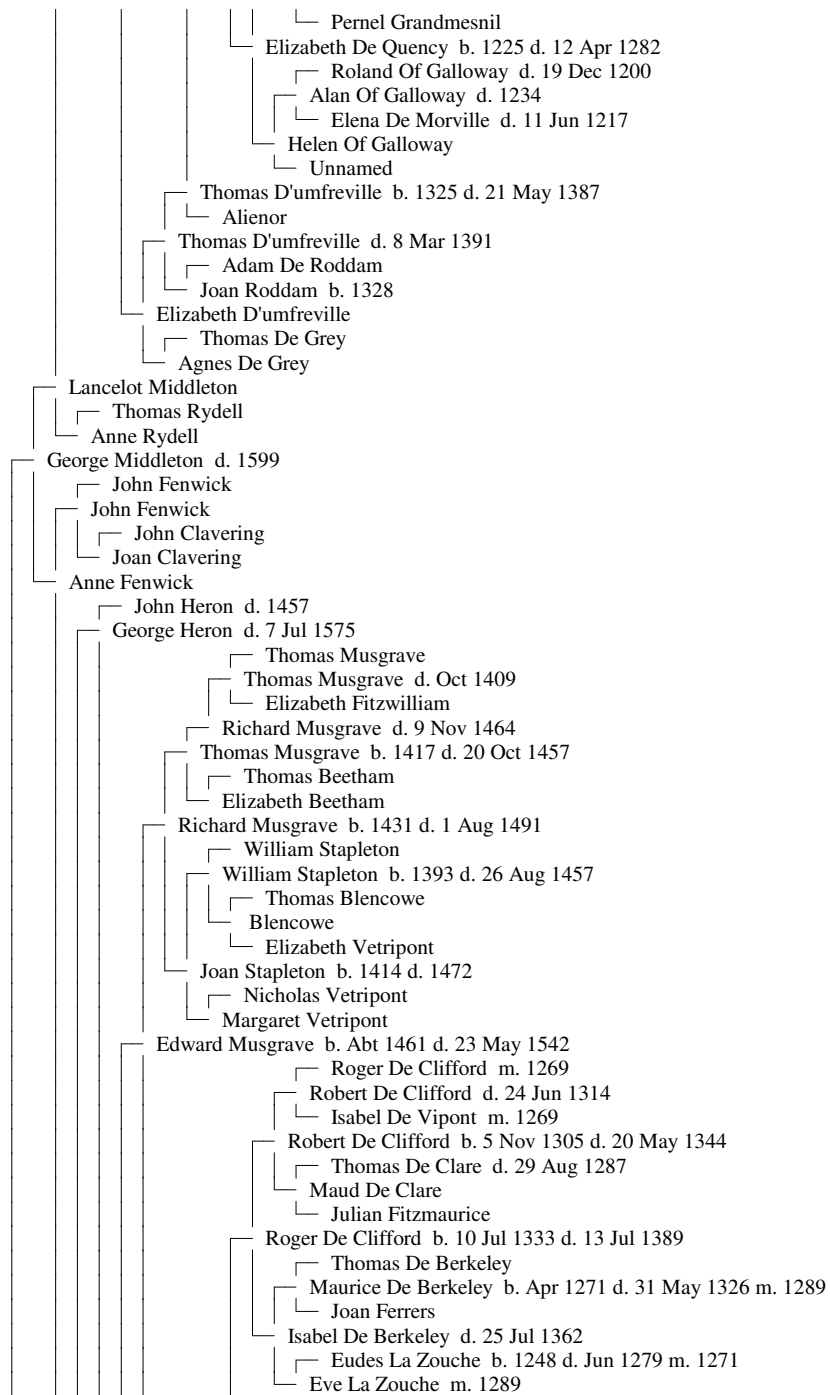 Pernel Grandmesnil
Elizabeth De Quency b. 1225 d. 12 Apr 1282
Roland Of Galloway d. 19 Dec 1200
Alan Of Galloway d. 1234
Elena De Morville d. 11 Jun 1217
Helen Of Galloway
Unnamed
Thomas D'umfreville b. 1325 d. 21 May 1387
Alienor
Thomas D'umfreville d. 8 Mar 1391
Adam De Roddam
Joan Roddam b. 1328
Elizabeth D'umfreville
Thomas De Grey
Agnes De Grey
Lancelot Middleton
Thomas Rydell
Anne Rydell
George Middleton d. 1599
John Fenwick
John Fenwick
John Clavering
Joan Clavering
Anne Fenwick
John Heron d. 1457
George Heron d. 7 Jul 1575
Thomas Musgrave
Thomas Musgrave d. Oct 1409
Elizabeth Fitzwilliam
Richard Musgrave d. 9 Nov 1464
Thomas Musgrave b. 1417 d. 20 Oct 1457
Thomas Beetham
Elizabeth Beetham
Richard Musgrave b. 1431 d. 1 Aug 1491
William Stapleton
William Stapleton b. 1393 d. 26 Aug 1457
Thomas Blencowe
Blencowe
Elizabeth Vetripont
Joan Stapleton b. 1414 d. 1472
Nicholas Vetripont
Margaret Vetripont
Edward Musgrave b. Abt 1461 d. 23 May 1542
Roger De Clifford m. 1269
Robert De Clifford d. 24 Jun 1314
Isabel De Vipont m. 1269
Robert De Clifford b. 5 Nov 1305 d. 20 May 1344
Thomas De Clare d. 29 Aug 1287
Maud De Clare
Julian Fitzmaurice
Roger De Clifford b. 10 Jul 1333 d. 13 Jul 1389
Thomas De Berkeley
Maurice De Berkeley b. Apr 1271 d. 31 May 1326 m. 1289
Joan Ferrers
Isabel De Berkeley d. 25 Jul 1362
Eudes La Zouche b. 1248 d. Jun 1279 m. 1271
Eve La Zouche m. 1289